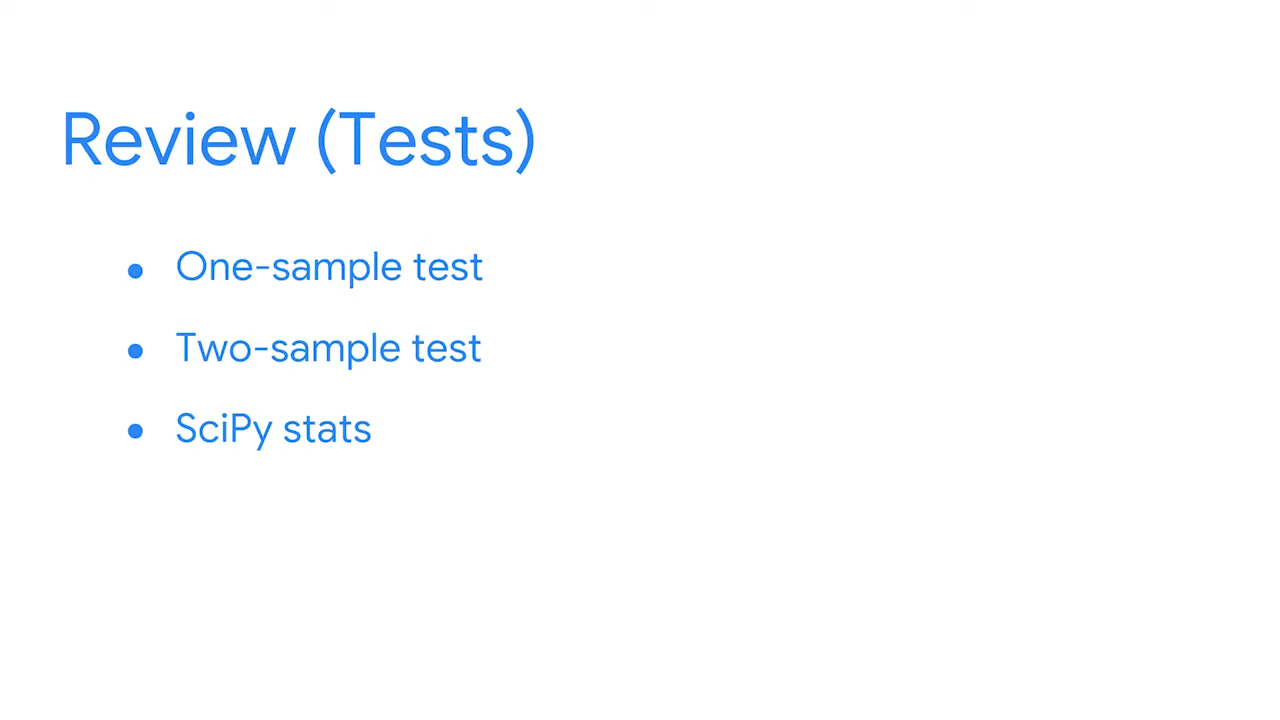 Review (Tests)
● One-sample test
● Two-sample test
● SciPy stats